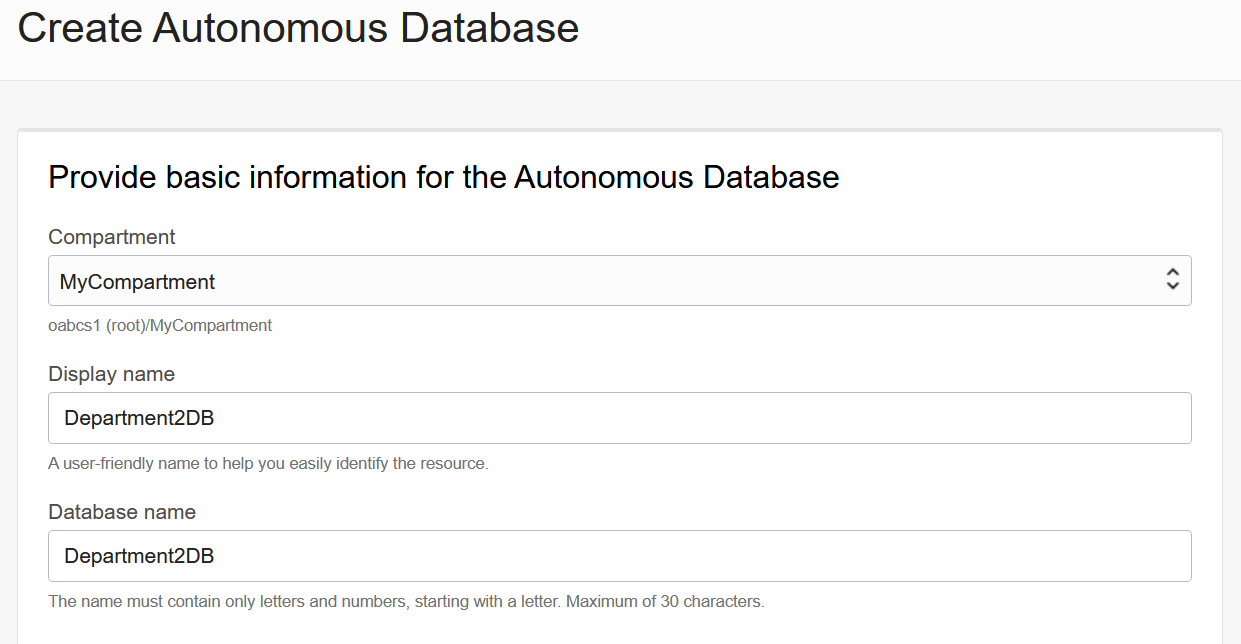 Create Autonomous Database
Provide basic information for the Autonomous Database
Compartment
MyCompartment
oabcs1 (root)/MyCompartment
Display name
Department2DB
A user-friendly name to help you easily identify the resource.
Database name
Department2DB
The name must contain only letters and numbers, starting with a letter. Maximum of 30 characters.